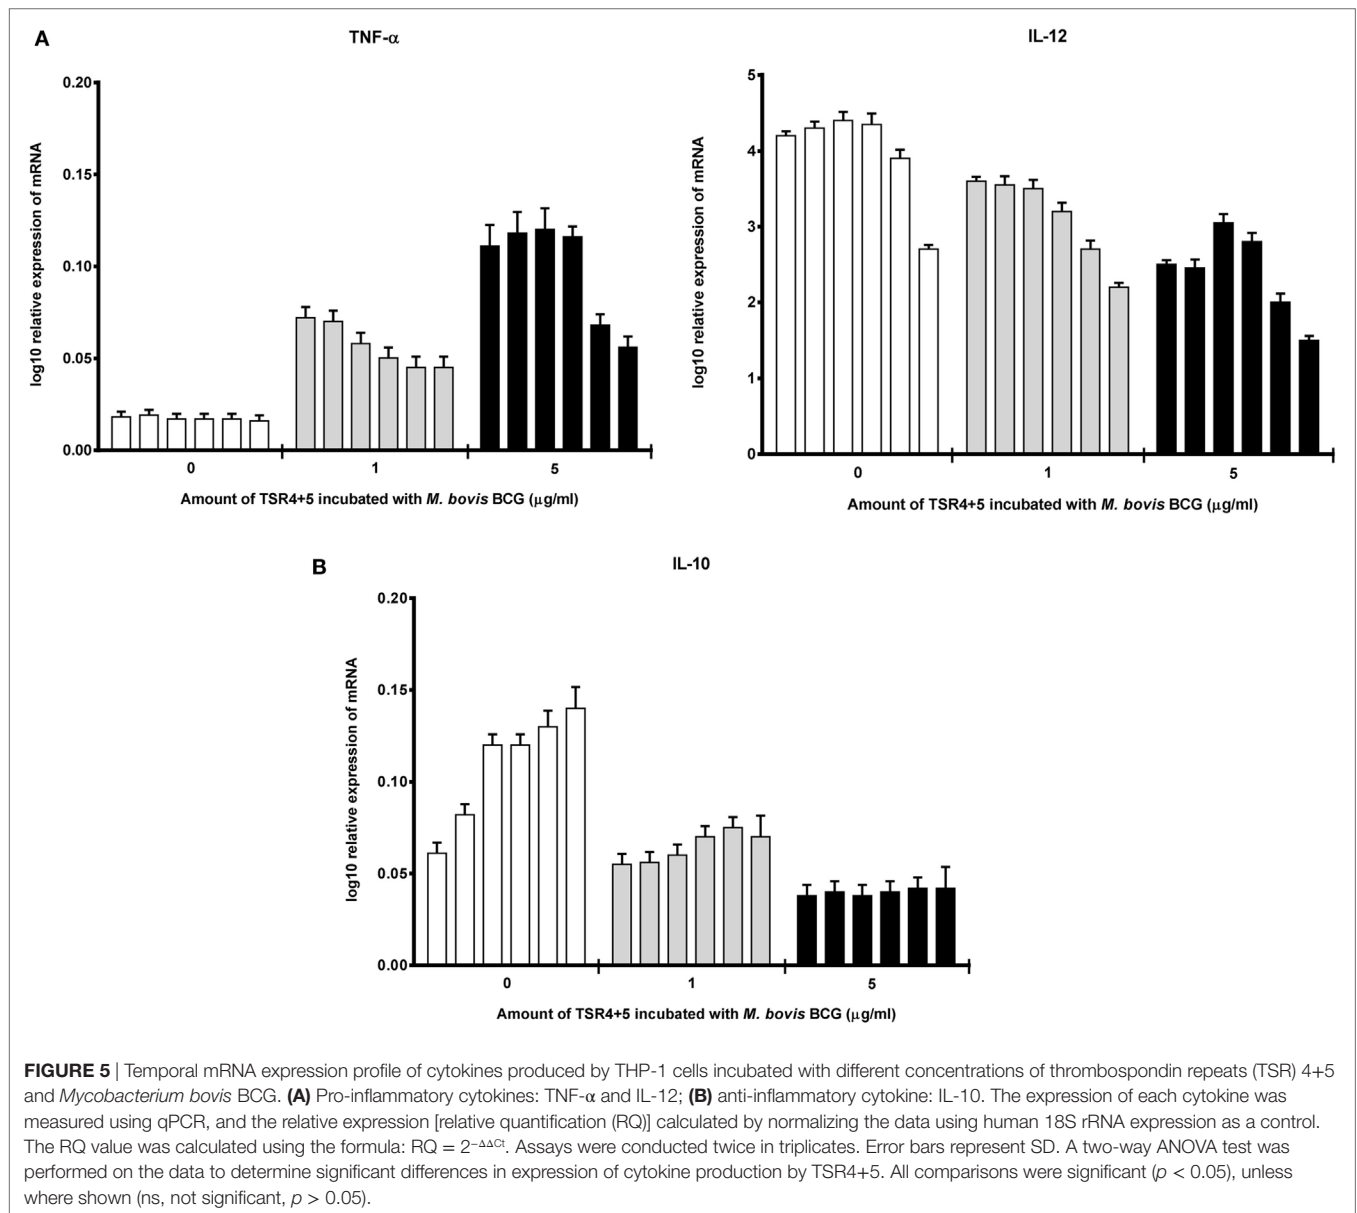 A
TNF-α
log10 relative expression of mRNA
0.20
0.15
0.10
0.05
0.00
0 1 5
Amount of TSR4+5 incubated with M. bovis BCG (μg/ml)
IL-12
log10 relative expression of mRNA
5
4
3
2
1
0
0 1 5
Amount of TSR4+5 incubated with M. bovis BCG (μg/ml)
B
IL-10
log10 relative expression of mRNA
0.20
0.15
0.10
0.05
0.00
0 1 5
Amount of TSR4+5 incubated with M. bovis BCG (μg/ml)
FIGURE 5 | Temporal mRNA expression profile of cytokines produced by THP-1 cells incubated with different concentrations of thrombospondin repeats (TSR) 4+5
and Mycobacterium bovis BCG. (A) Pro-inflammatory cytokines: TNF-α and IL-12; (B) anti-inflammatory cytokine: IL-10. The expression of each cytokine was
measured using qPCR, and the relative expression [relative quantification (RQ)] calculated by normalizing the data using human 18S rRNA expression as a control.
The RQ value was calculated using the formula: RQ = 2−ΔΔCt. Assays were conducted twice in triplicates. Error bars represent SD. A two-way ANOVA test was
performed on the data to determine significant differences in expression of cytokine production by TSR4+5. All comparisons were significant (p < 0.05), unless
where shown (ns, not significant, p > 0.05).